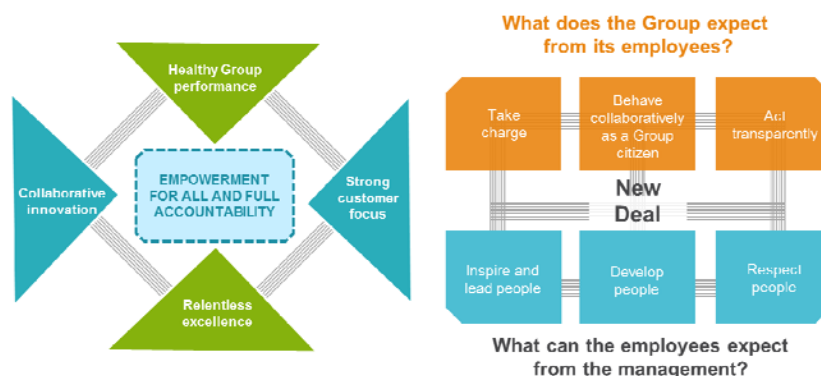 Healthy Group
performance
Collaborative
innovation
EMPOWERMENT
FOR ALL AND FULL
ACCOUNTABILITY
Strong
customer
focus
Relentless
excellence
What does the Group expect
from its employees?
Take
charge
Behave
collaboratively
as a Group
citizen
Act
transparently
New
Deal
Inspire and
lead people
Develop
people
Respect
people
What can the employees expect
from the management?